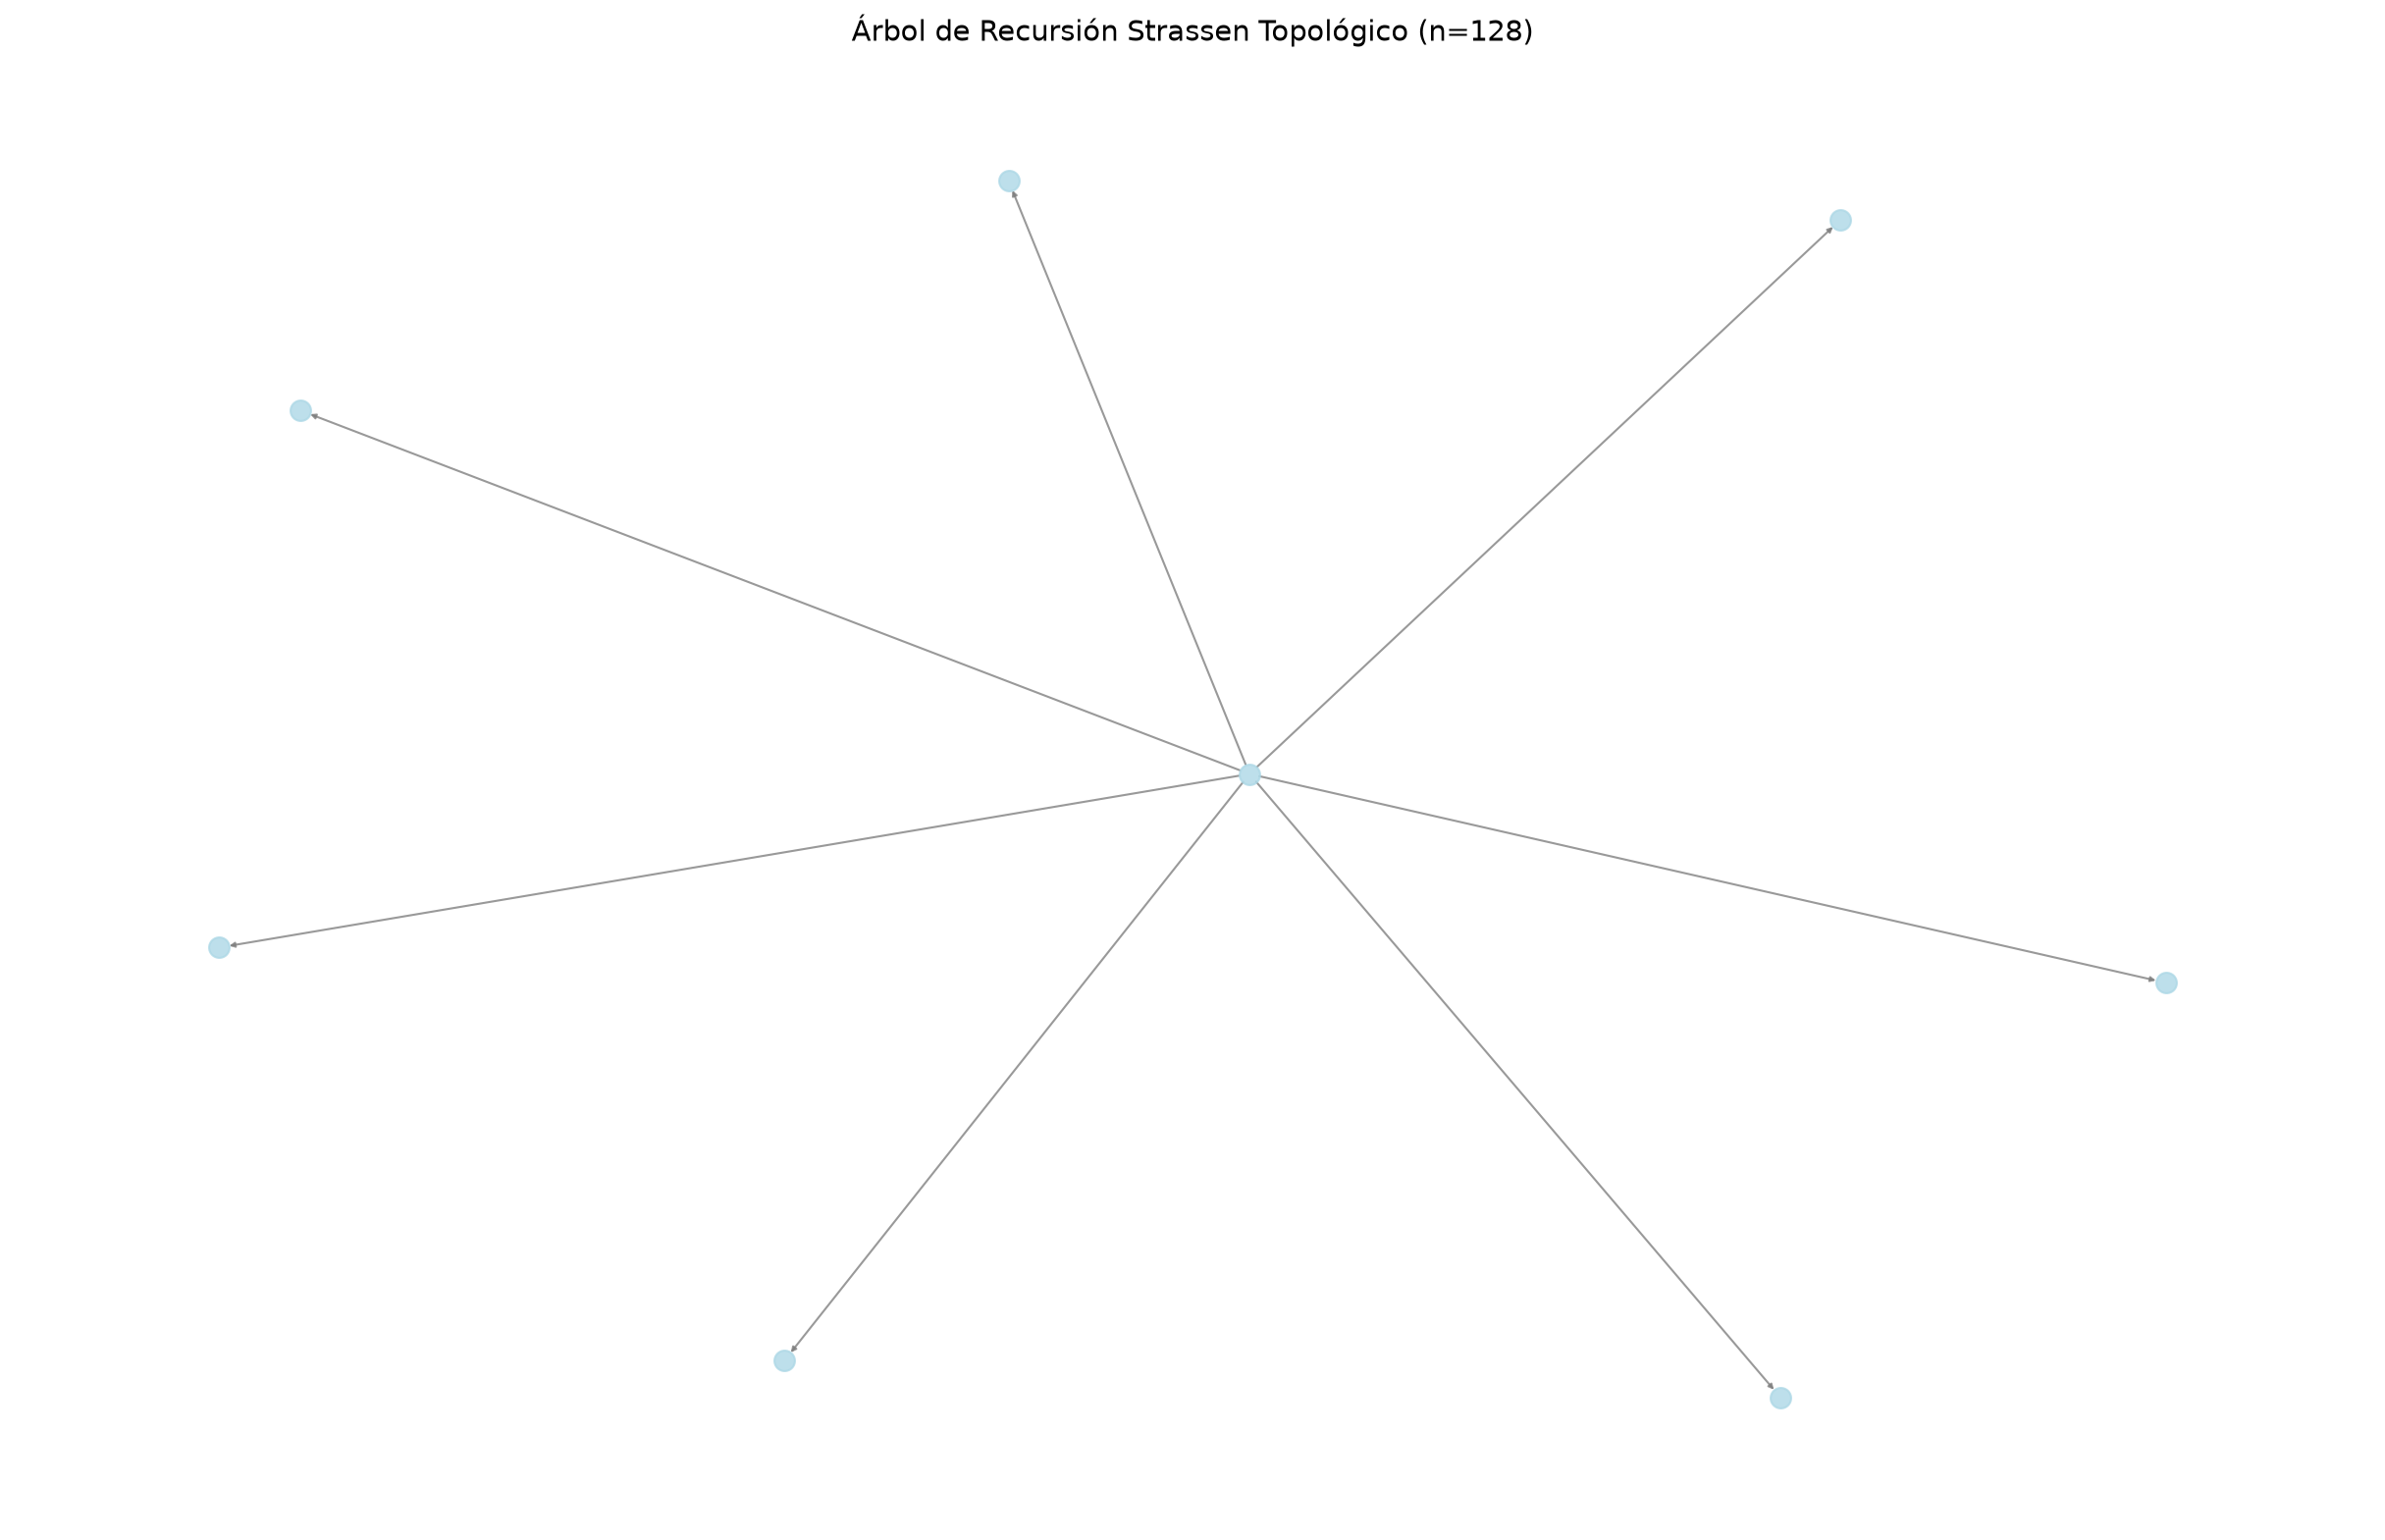 Árbol de Recursión Strassen Topológico (n=128)